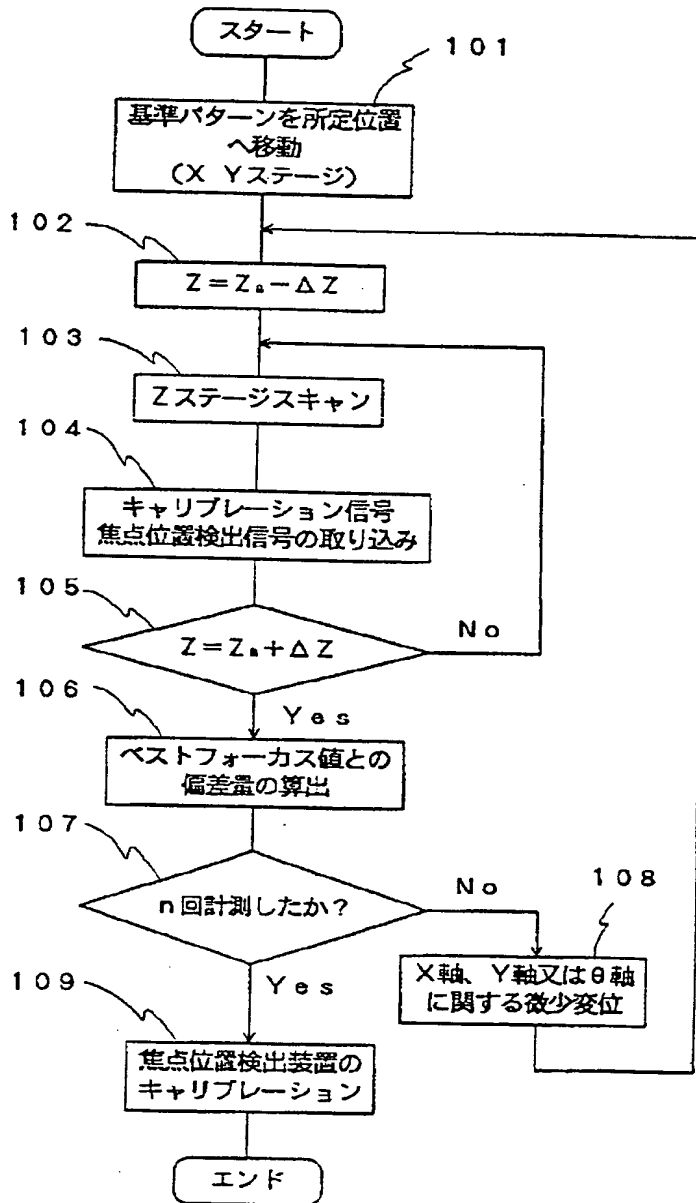 スタート
101
基準パターンを所定位置
へ移動
(X Yステージ)
102
Z=Zₐ-ΔZ
103
Zステージスキャン
104
キャリブレーション信号
焦点位置検出信号の取り込み
105
Z=Zₐ+ΔZ
No
Yes
106
ベストフォーカス値との
偏差量の算出
107
n回計測したか?
No
108
X軸、Y軸又はθ軸
に関する微少変位
Yes
109
焦点位置検出装置の
キャリブレーション
エンド